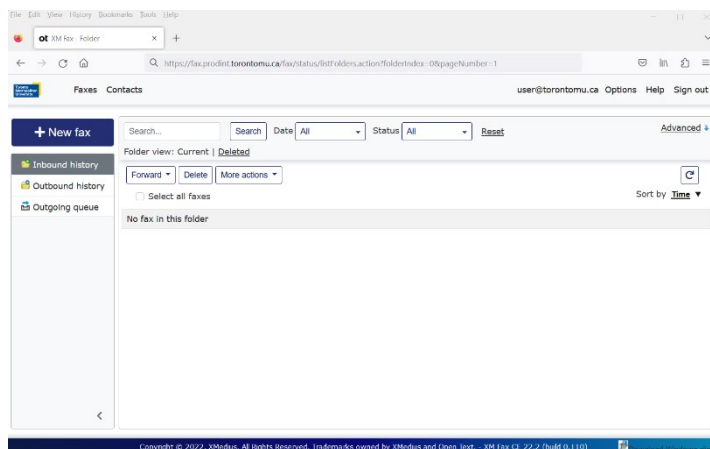 File Edit View History Bookmarks Tools Help
ot XM Fax - Folder × +
https://fax.prodint.torontomu.ca/fax/status/listFolders.action?folderIndex=0&pageNumber=1
Faxes Contacts user@torontomu.ca Options Help Sign out
+ New fax
Search... Search Date All Status All Reset Advanced
Folder view: Current | Deleted
Inbound history
Outbound history
Outgoing queue
Forward Delete More actions
Select all faxes Sort by Time ▼
No fax in this folder
Copyright © 2022, XMedius. All Rights Reserved. Trademarks owned by XMedius and Open Text. - XM Fax CE 22.2 (build 0.110)